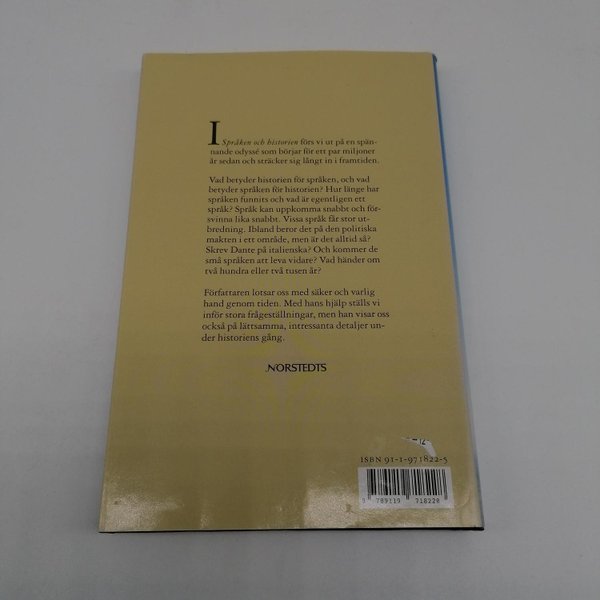 I Språken och historien förs vi ut på en spän-
nande odyssé som börjar för ett par miljoner
år sedan och sträcker sig långt in i framtiden.
Vad betyder historien för språken, och vad
betyder språken för historien? Hur länge har
språken funnits och vad är egentligen ett
språk? Språk kan uppkomma snabbt och för-
svinna lika snabbt. Vissa språk får stor ut-
bredning. Ibland beror det på den politiska
makten i ett område, men är det alltid så?
Skrev Dante på italienska? Och kommer de
små språken att leva vidare? Vad händer om
två hundra eller två tusen år?
Författaren lotsar oss med säker och varlig
hand genom tiden. Med hans hjälp ställs vi
inför stora frågeställningar, men han visar oss
också på lättsamma, intressanta detaljer un-
der historiens gång.
NORSTEDTS
ISBN 91-1-971822-5
9 789119 718220